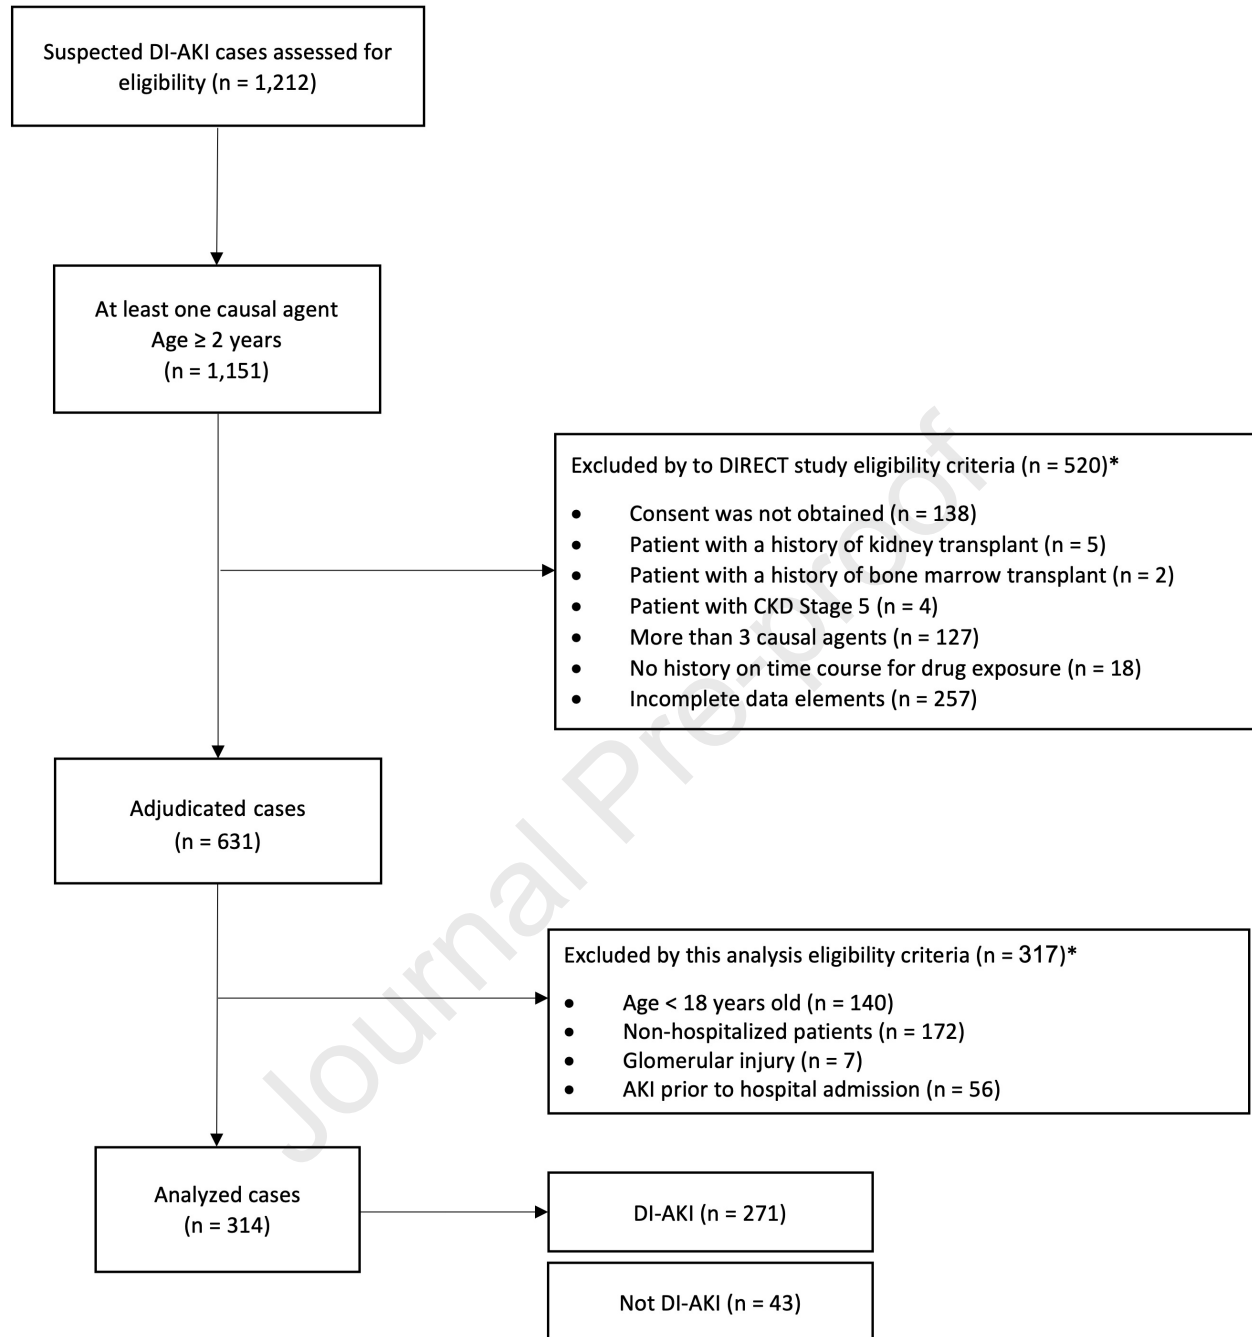 Suspected DI-AKI cases assessed for
eligibility (n = 1,212)
At least one causal agent
Age ≥ 2 years
(n = 1,151)
Excluded by to DIRECT study eligibility criteria (n = 520)*
• Consent was not obtained (n = 138)
• Patient with a history of kidney transplant (n = 5)
• Patient with a history of bone marrow transplant (n = 2)
• Patient with CKD Stage 5 (n = 4)
• More than 3 causal agents (n = 127)
• No history on time course for drug exposure (n = 18)
• Incomplete data elements (n = 257)
Adjudicated cases
(n = 631)
Excluded by this analysis eligibility criteria (n = 317)*
• Age < 18 years old (n = 140)
• Non-hospitalized patients (n = 172)
• Glomerular injury (n = 7)
• AKI prior to hospital admission (n = 56)
Analyzed cases
(n = 314)
DI-AKI (n = 271)
Not DI-AKI (n = 43)
Journal Pre-proof